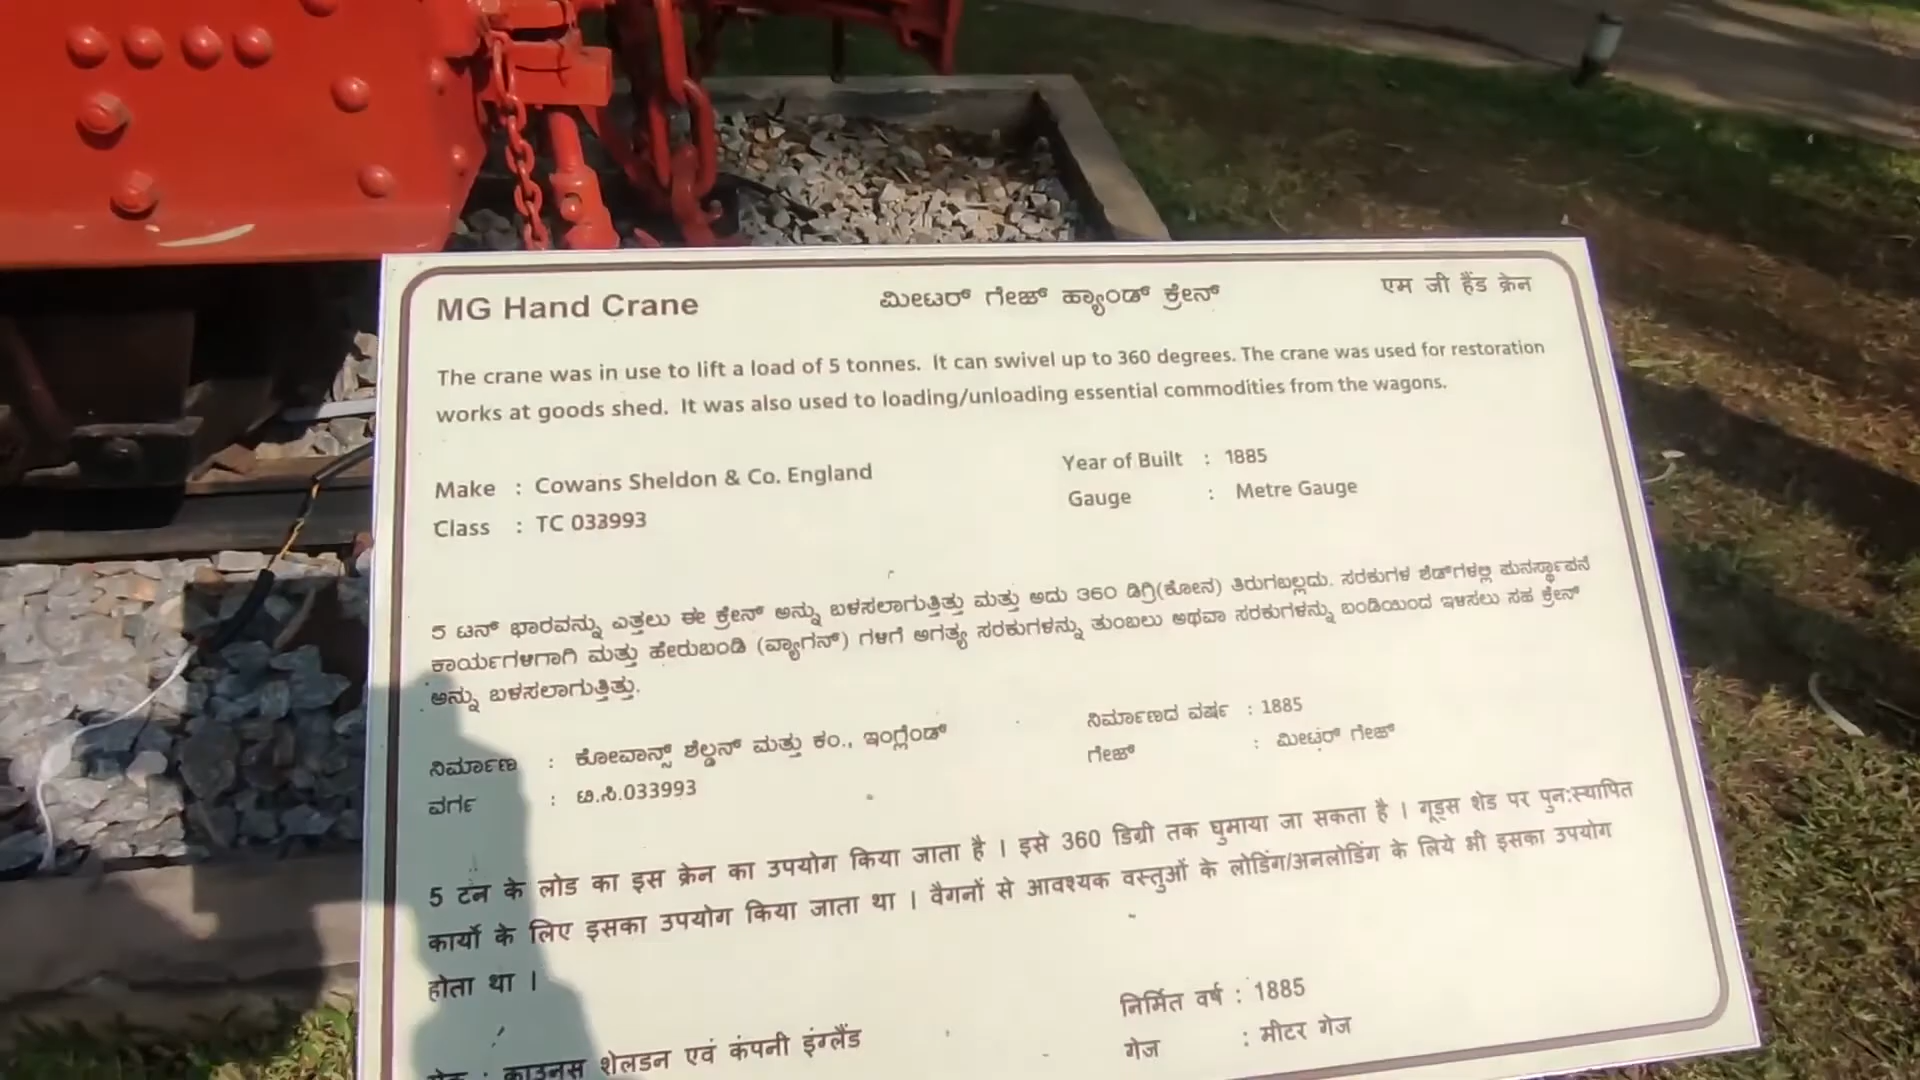 MG Hand Crane ಮೀಟರ್ ಗೇಜ್ ಹ್ಯಾಂಡ್ ಕ್ರೇನ್ एम जी हैंड क्रेन
The crane was in use to lift a load of 5 tonnes. It can swivel up to 360 degrees. The crane was used for restoration
works at goods shed. It was also used to loading/unloading essential commodities from the wagons.
Make : Cowans Sheldon & Co. England Year of Built : 1885
Class : TC 033993 Gauge : Metre Gauge
5 ಟನ್ ಭಾರವನ್ನು ಎತ್ತಲು ಈ ಕ್ರೇನ್ ಅನ್ನು ಬಳಸಲಾಗುತ್ತಿತ್ತು ಮತ್ತು ಅದು 360 ಡಿಗ್ರಿ(ಕೋನ) ತಿರುಗಬಲ್ಲದು. ಸರಕುಗಳ ಶೆಡ್‌ಗಳಲ್ಲಿ
ಕಾರ್ಯಗಳಿಗಾಗಿ ಮತ್ತು ಹೇರುಬಂಡಿ (ವ್ಯಾಗನ್) ಗಳಿಗೆ ಅಗತ್ಯ ಸರಕುಗಳನ್ನು ತುಂಬಲು ಅಥವಾ ಸರಕುಗಳನ್ನು ಬಂಡಿಯಿಂದ ಇಳಿಸಲು ಸಹ ಕ್ರೇನ್
ಅನ್ನು ಬಳಸಲಾಗುತ್ತಿತ್ತು.
ನಿರ್ಮಾಣ : ಕೋವಾನ್ಸ್ ಶೆಲ್ಡನ್ ಮತ್ತು ಕಂ., ಇಂಗ್ಲೆಂಡ್ ನಿರ್ಮಾಣದ ವರ್ಷ : 1885
ವರ್ಗ : ಟಿ.ಸಿ.033993 ಗೇಜ್ : ಮೀಟರ್ ಗೇಜ್
5 टन के लोड का इस क्रेन का उपयोग किया जाता है । इसे 360 डिग्री तक घुमाया जा सकता है । गूड्स शेड पर पुन:स्थापित
कार्यो के लिए इसका उपयोग किया जाता था । वैगनों से आवश्यक वस्तुओं के लोडिंग/अनलोडिंग के लिये भी इसका उपयोग
होता था ।
निर्मित वर्ष : 1885
: काउनस शेलडन एवं कंपनी इंग्लैंड गेज : मीटर गेज